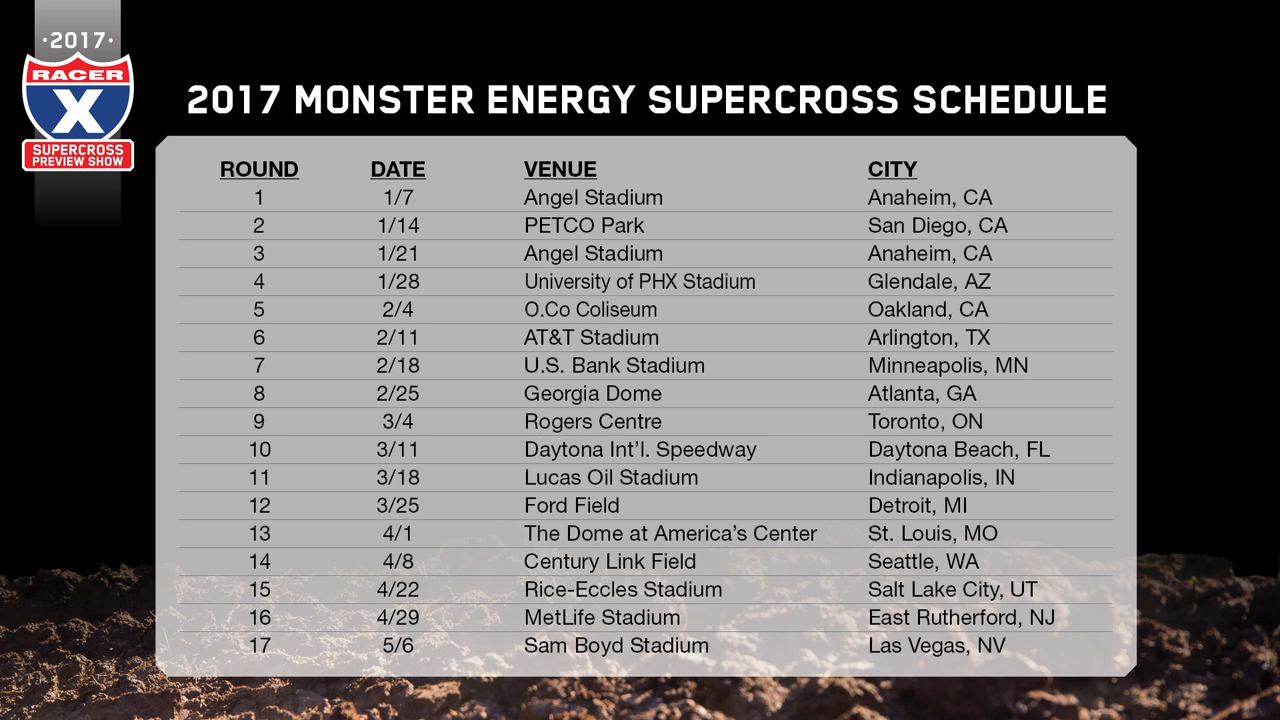 ·2017·
RACER
X
SUPERCROSS
PREVIEW SHOW
2017 MONSTER ENERGY SUPERCROSS SCHEDULE
ROUND DATE VENUE CITY
1 1/7 Angel Stadium Anaheim, CA
2 1/14 PETCO Park San Diego, CA
3 1/21 Angel Stadium Anaheim, CA
4 1/28 University of PHX Stadium Glendale, AZ
5 2/4 O.Co Coliseum Oakland, CA
6 2/11 AT&T Stadium Arlington, TX
7 2/18 U.S. Bank Stadium Minneapolis, MN
8 2/25 Georgia Dome Atlanta, GA
9 3/4 Rogers Centre Toronto, ON
10 3/11 Daytona Int’l. Speedway Daytona Beach, FL
11 3/18 Lucas Oil Stadium Indianapolis, IN
12 3/25 Ford Field Detroit, MI
13 4/1 The Dome at America’s Center St. Louis, MO
14 4/8 Century Link Field Seattle, WA
15 4/22 Rice-Eccles Stadium Salt Lake City, UT
16 4/29 MetLife Stadium East Rutherford, NJ
17 5/6 Sam Boyd Stadium Las Vegas, NV